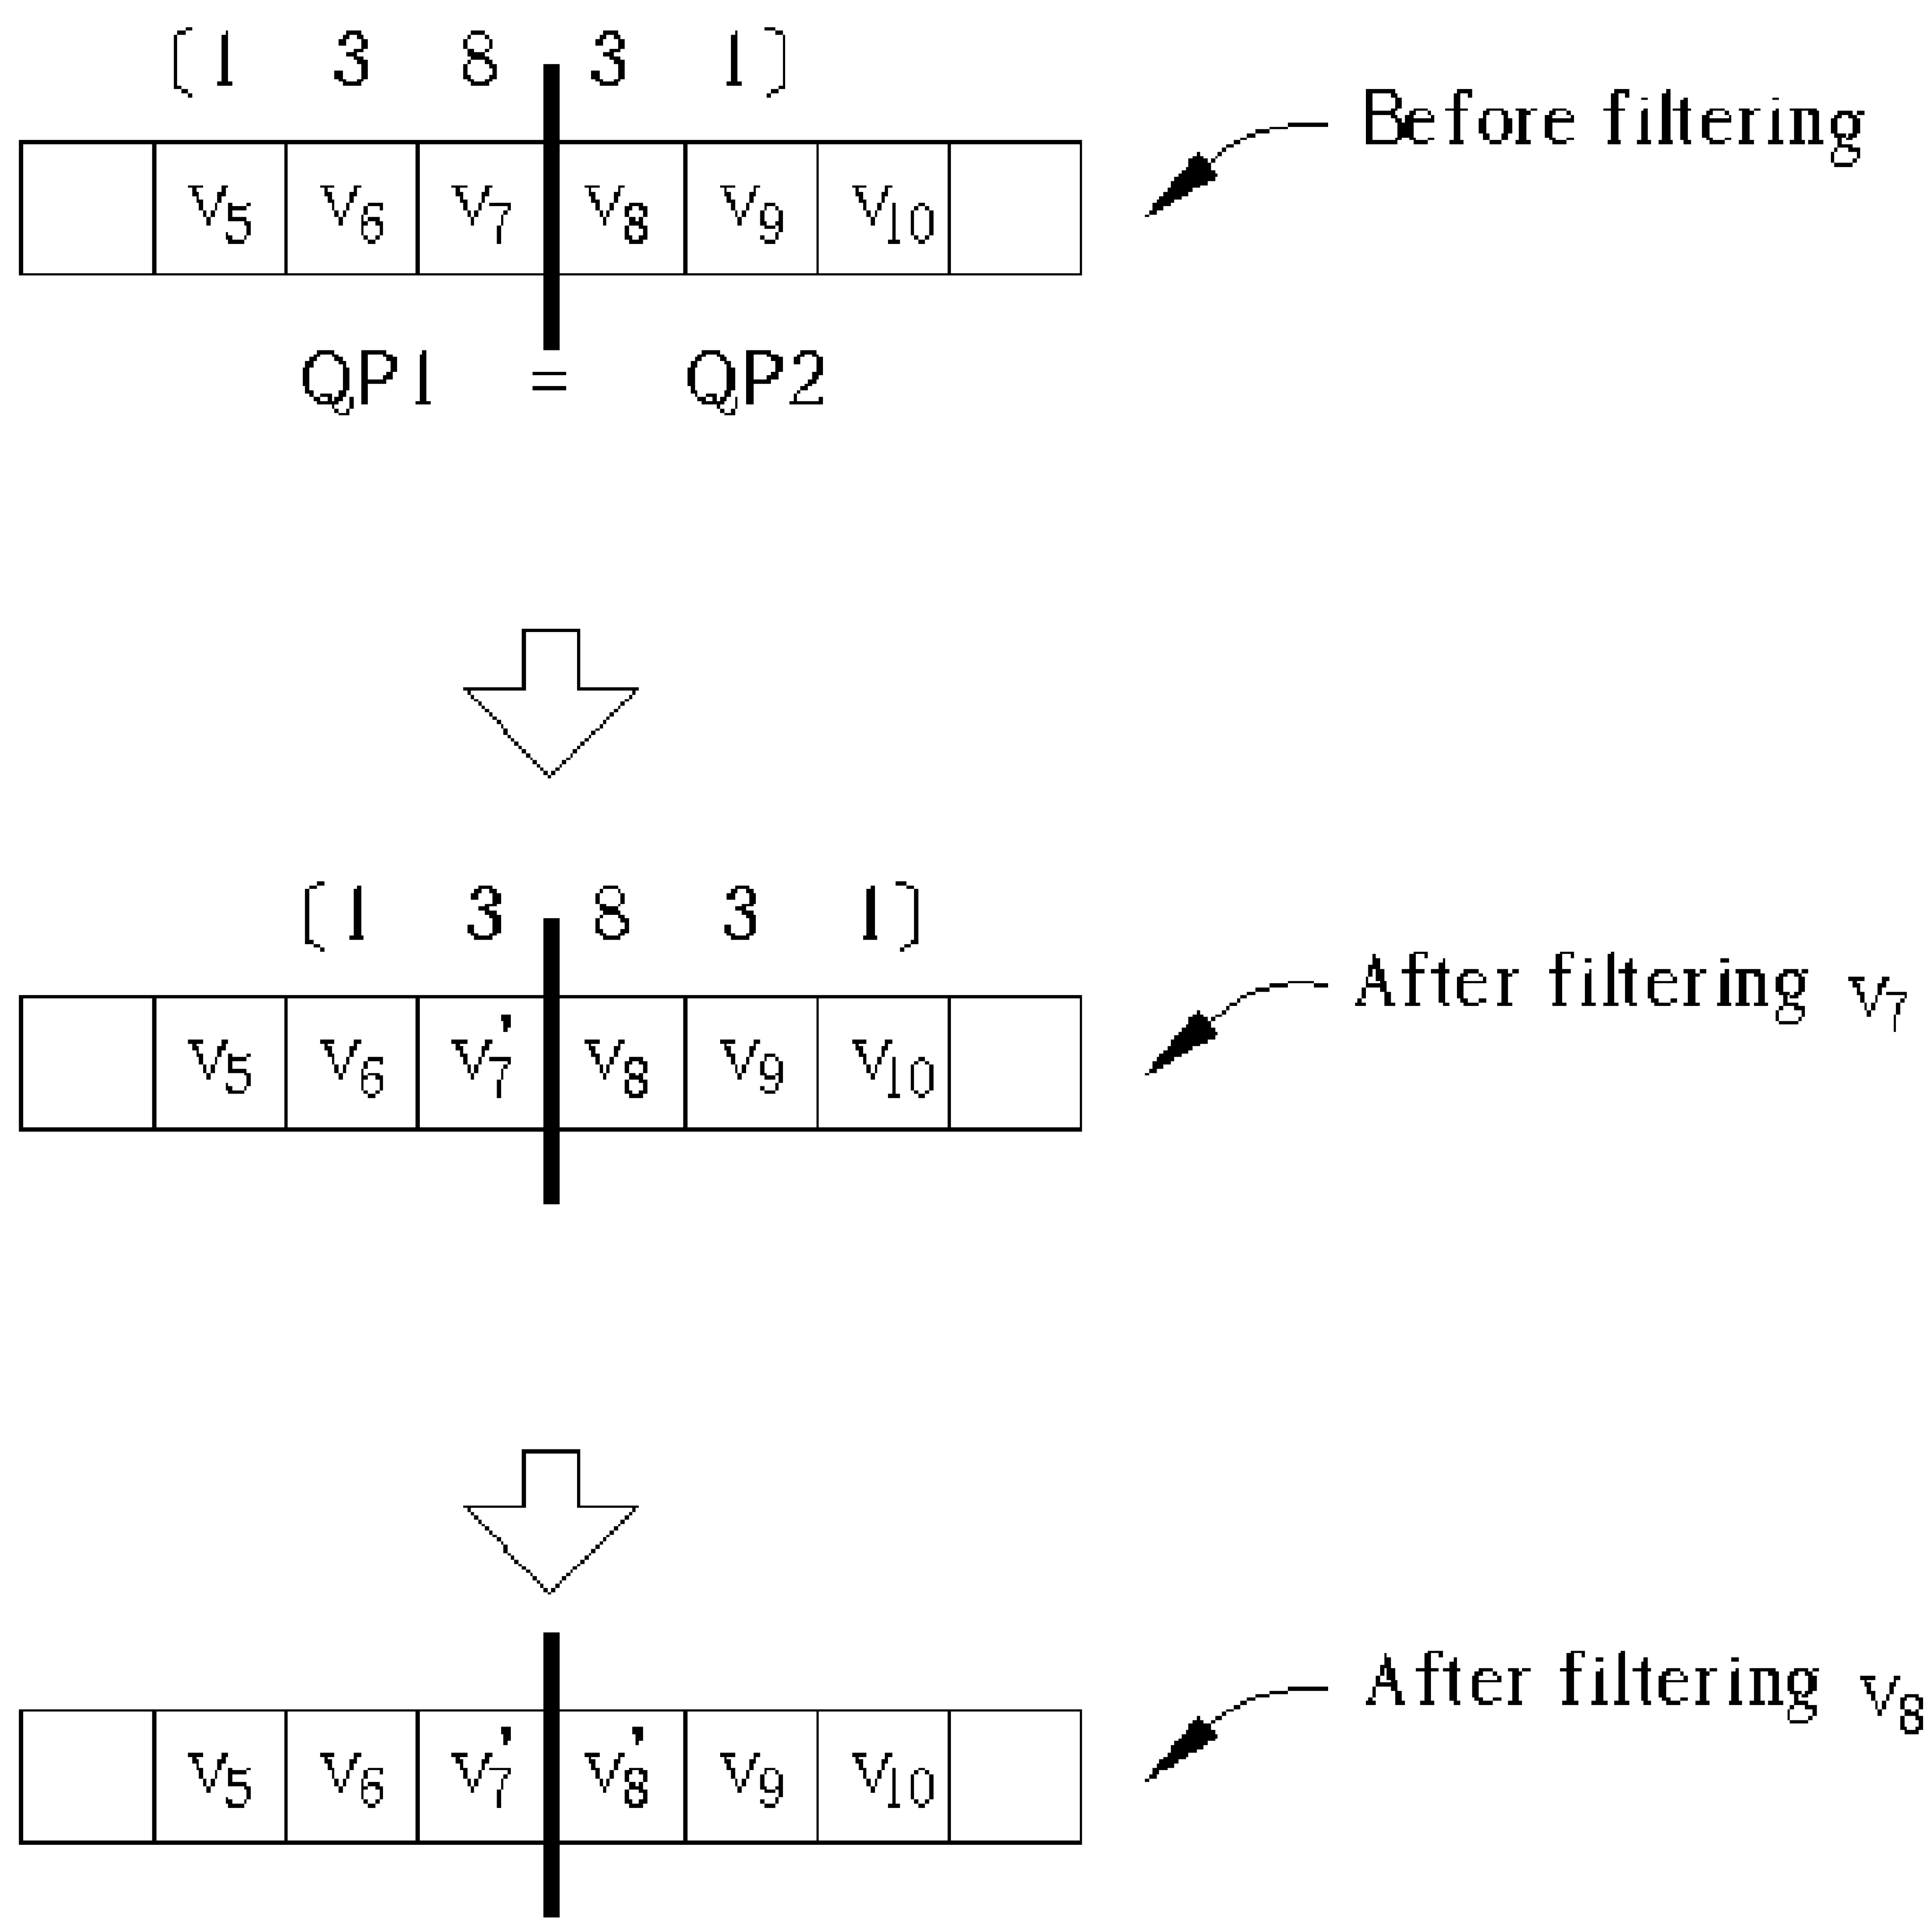 (1 3 8 3 1)
Before filtering
v5 v6 v7 v8 v9 v10
QP1 = QP2
(1 3 8 3 1)
After filtering v7
v5 v6 v7' v8 v9 v10
After filtering v8
v5 v6 v7' v8' v9 v10